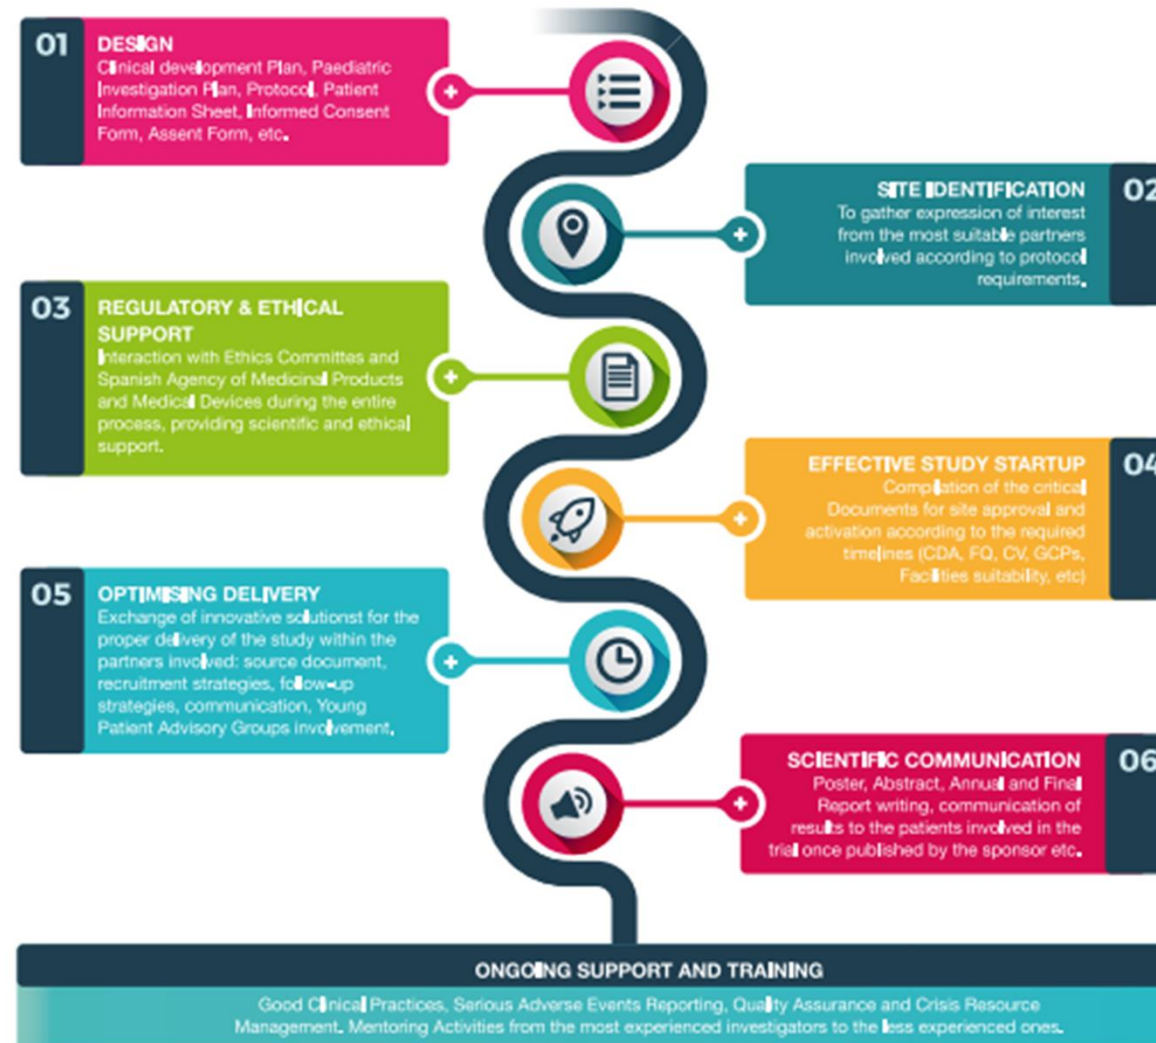 01
DESIGN
Clinical development Plan, Paediatric
Investigation Plan, Protocol, Patient
Information Sheet, Informed Consent
Form, Assent Form, etc.
02
SITE IDENTIFICATION
To gather expression of interest
from the most suitable partners
involved according to protocol
requirements.
03
REGULATORY & ETHICAL
SUPPORT
Interaction with Ethics Committes and
Spanish Agency of Medicinal Products
and Medical Devices during the entire
process, providing scientific and ethical
support.
04
EFFECTIVE STUDY STARTUP
Compilation of the critical
Documents for site approval and
activation according to the required
timelines (CDA, FQ, CV, GCPs,
Facilities suitability, etc)
05
OPTIMISING DELIVERY
Exchange of innovative solutionst for the
proper delivery of the study within the
partners involved: source document,
recruitment strategies, follow-up
strategies, communication, Young
Patient Advisory Groups involvement.
06
SCIENTIFIC COMMUNICATION
Poster, Abstract, Annual and Final
Report writing, communication of
results to the patients involved in the
trial once published by the sponsor etc.
ONGOING SUPPORT AND TRAINING
Good Clinical Practices, Serious Adverse Events Reporting, Quality Assurance and Crisis Resource
Management. Mentoring Activities from the most experienced investigators to the less experienced ones.